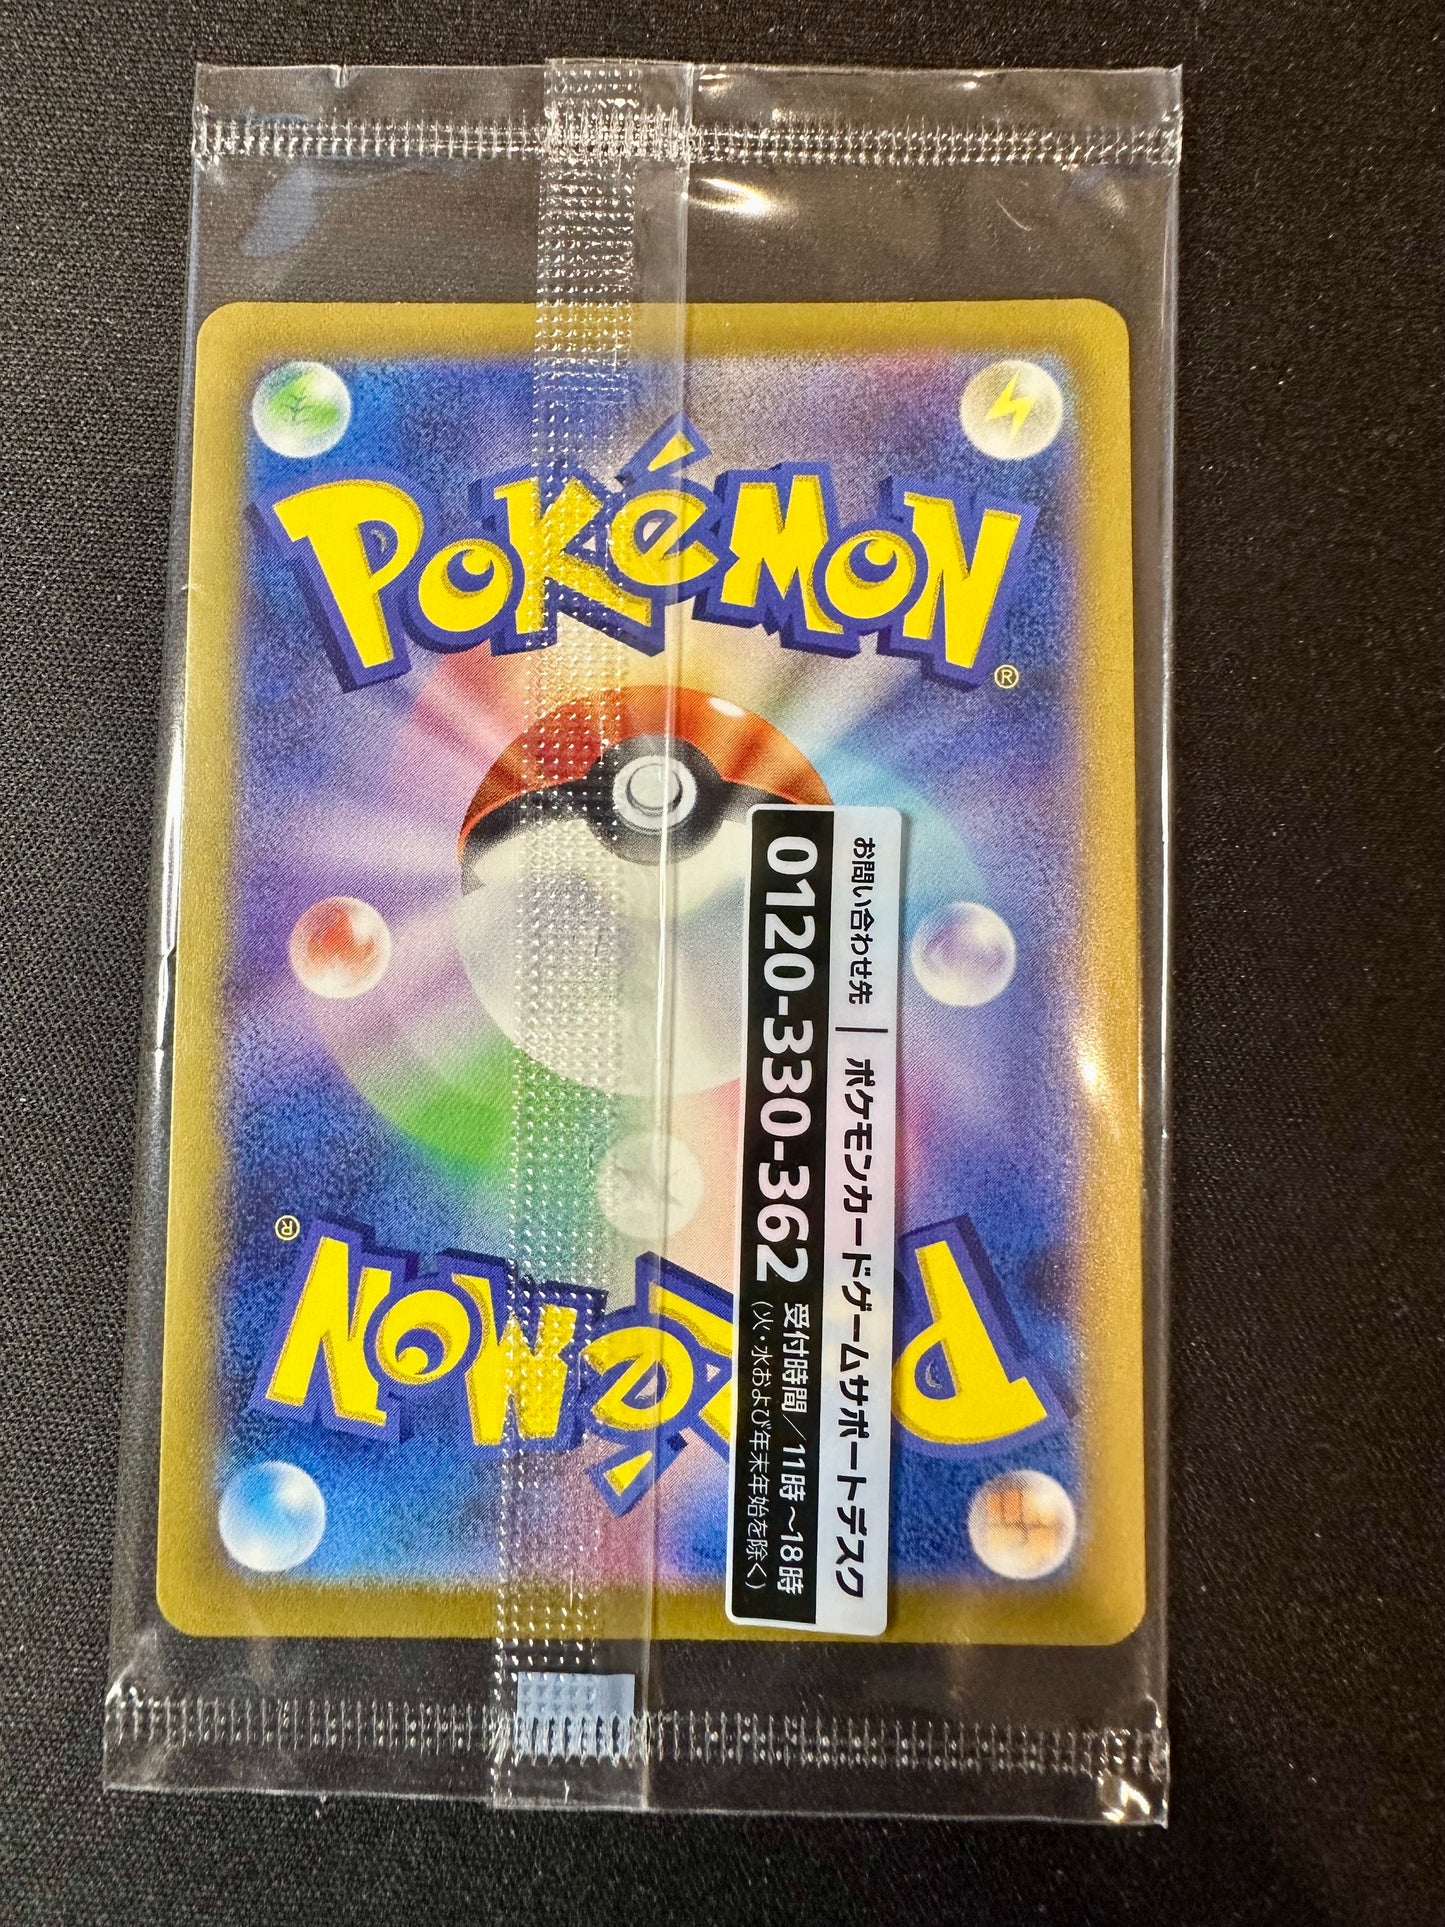 POKéMON
®
お問い合わせ先 | ポケモンカードゲームサポートデスク
0120-330-362 受付時間/11時~18時
(火・水および年末年始を除く)
POKéMON
®